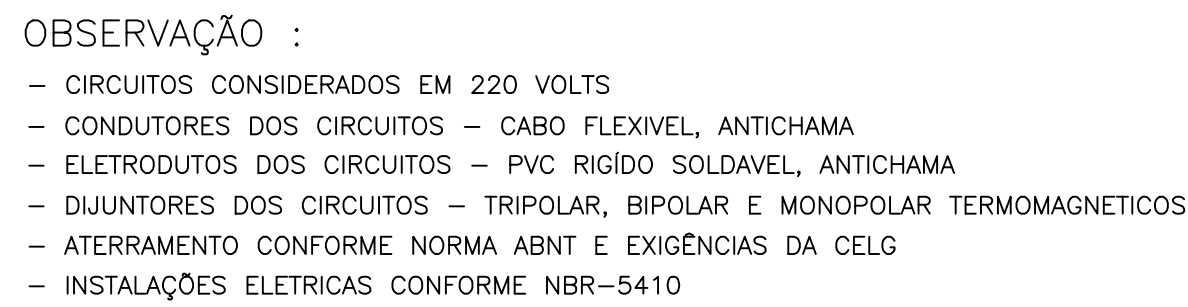 OBSERVAÇÃO :
– CIRCUITOS CONSIDERADOS EM 220 VOLTS
– CONDUTORES DOS CIRCUITOS – CABO FLEXIVEL, ANTICHAMA
– ELETRODUTOS DOS CIRCUITOS – PVC RIGÍDO SOLDAVEL, ANTICHAMA
– DIJUNTORES DOS CIRCUITOS – TRIPOLAR, BIPOLAR E MONOPOLAR TERMOMAGNETICOS
– ATERRAMENTO CONFORME NORMA ABNT E EXIGÊNCIAS DA CELG
– INSTALAÇÕES ELETRICAS CONFORME NBR–5410